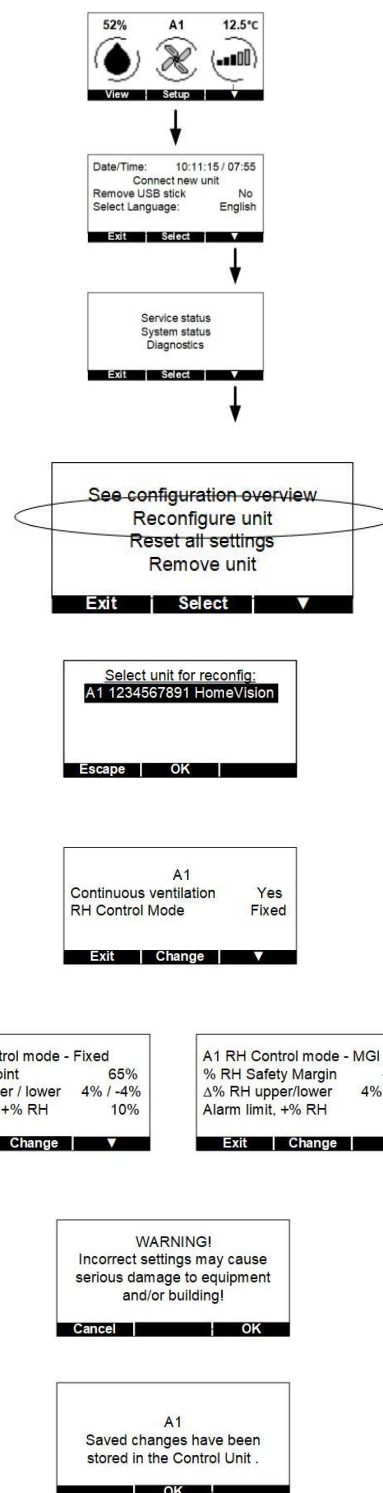 52% A1 12.5°C
View Setup ▼
Date/Time: 10:11:15 / 07:55
Connect new unit
Remove USB stick No
Select Language: English
Exit Select ▼
Service status
System status
Diagnostics
Exit Select ▼
See configuration overview
Reconfigure unit
Reset all settings
Remove unit
Exit Select ▼
Select unit for reconfig:
A1 1234567891 HomeVision
Escape OK
A1
Continuous ventilation Yes
RH Control Mode Fixed
Exit Change ▼
mode - Fixed
65%
/ lower 4% / -4%
+% RH 10%
Change ▼
A1 RH Control mode - MGI
% RH Safety Margin
∆% RH upper/lower 4%
Alarm limit, +% RH
Exit Change
WARNING!
Incorrect settings may cause
serious damage to equipment
and/or building!
Cancel OK
A1
Saved changes have been
stored in the Control Unit .
OK